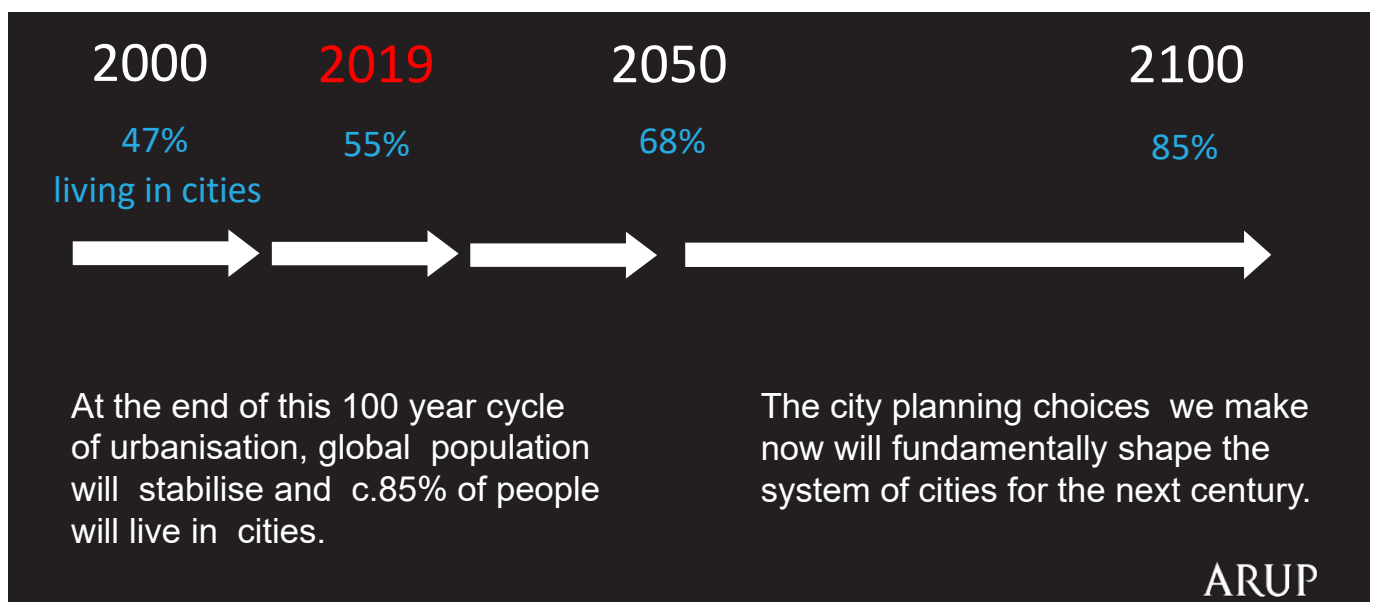 2000 2019 2050 2100
47% 55% 68% 85%
living in cities
At the end of this 100 year cycle
of urbanisation, global population
will stabilise and c.85% of people
will live in cities.
The city planning choices we make
now will fundamentally shape the
system of cities for the next century.
ARUP